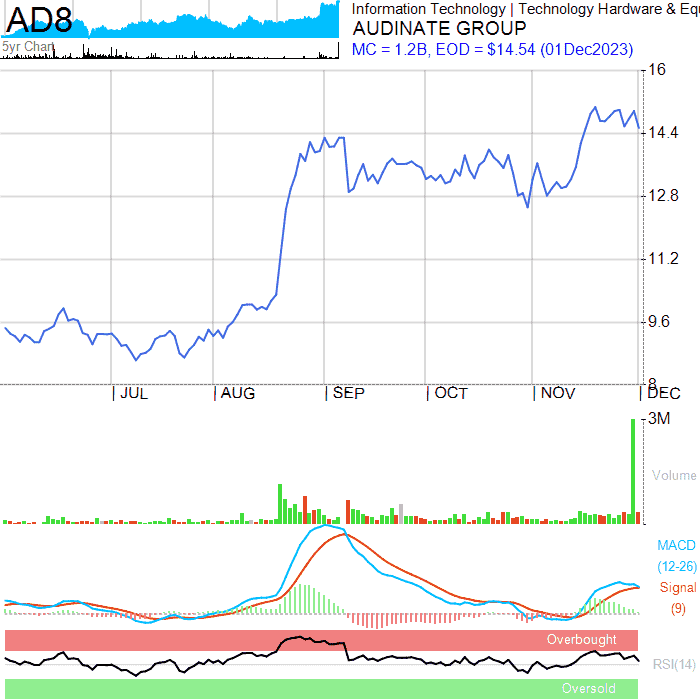 AD8
5yr Chart
Information Technology | Technology Hardware & Equ
AUDINATE GROUP
MC = 1.2B, EOD = $14.54 (01Dec2023)
16
14.4
12.8
11.2
9.6
8
JUL
AUG
SEP
OCT
NOV
DEC
3M
Volume
MACD
(12-26)
Signal
(9)
Overbought
RSI(14)
Oversold